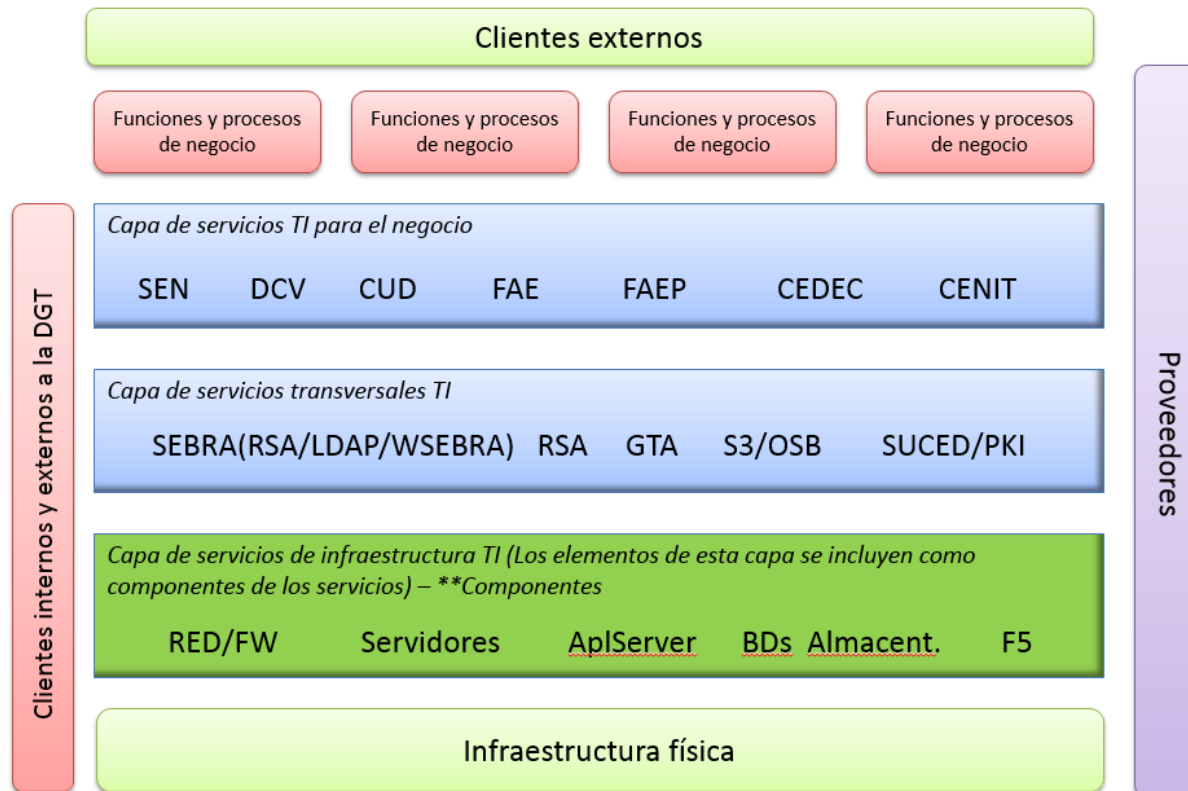 Clientes externos
Funciones y procesos
de negocio
Funciones y procesos
de negocio
Funciones y procesos
de negocio
Funciones y procesos
de negocio
Clientes internos y externos a la DGT
Capa de servicios TI para el negocio
SEN DCV CUD FAE FAEP CEDEC CENIT
Capa de servicios transversales TI
SEBRA(RSA/LDAP/WSEBRA) RSA GTA S3/OSB SUCED/PKI
Capa de servicios de infraestructura TI (Los elementos de esta capa se incluyen como
componentes de los servicios) – **Componentes
RED/FW Servidores AplServer BDs Almacent. F5
Infraestructura física
Proveedores